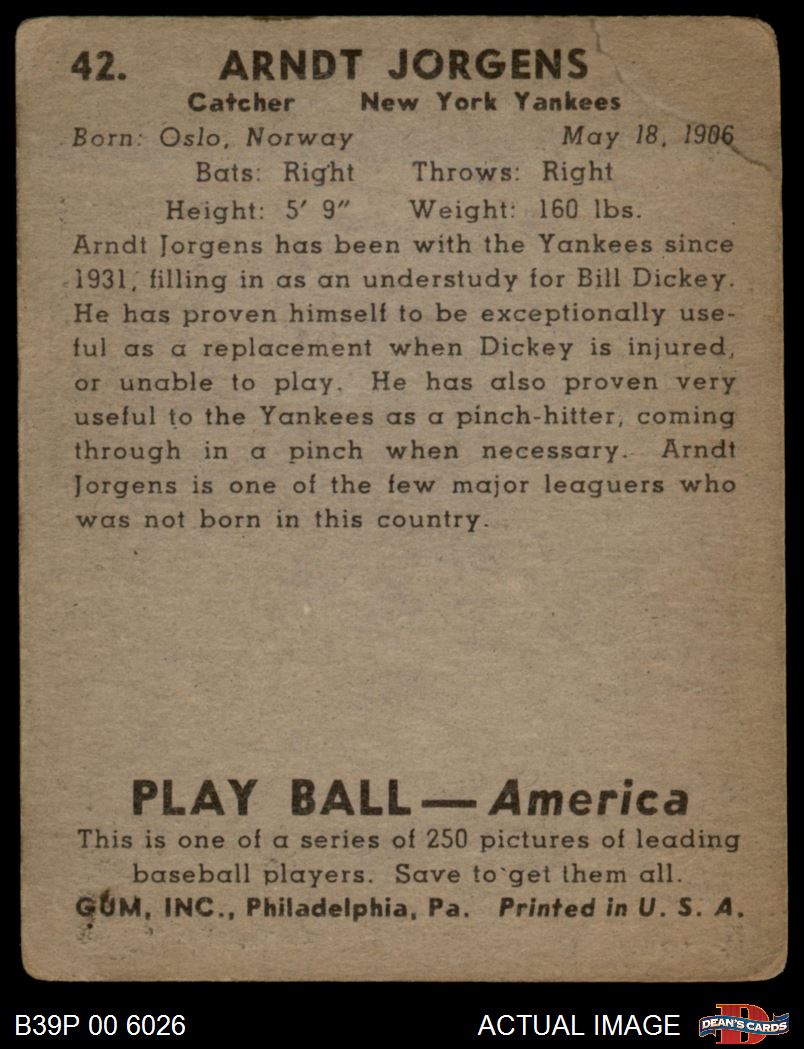 42. ARNDT JORGENS
Catcher New York Yankees
Born: Oslo, Norway May 18, 1906
Bats: Right Throws: Right
Height: 5' 9" Weight: 160 lbs.
Arndt Jorgens has been with the Yankees since
1931, filling in as an understudy for Bill Dickey.
He has proven himself to be exceptionally use-
ful as a replacement when Dickey is injured,
or unable to play. He has also proven very
useful to the Yankees as a pinch-hitter, coming
through in a pinch when necessary. Arndt
Jorgens is one of the few major leaguers who
was not born in this country.
PLAY BALL — America
This is one of a series of 250 pictures of leading
baseball players. Save to get them all.
GUM, INC., Philadelphia, Pa. Printed in U. S. A.
B39P 00 6026 ACTUAL IMAGE D DEAN'S CARDS